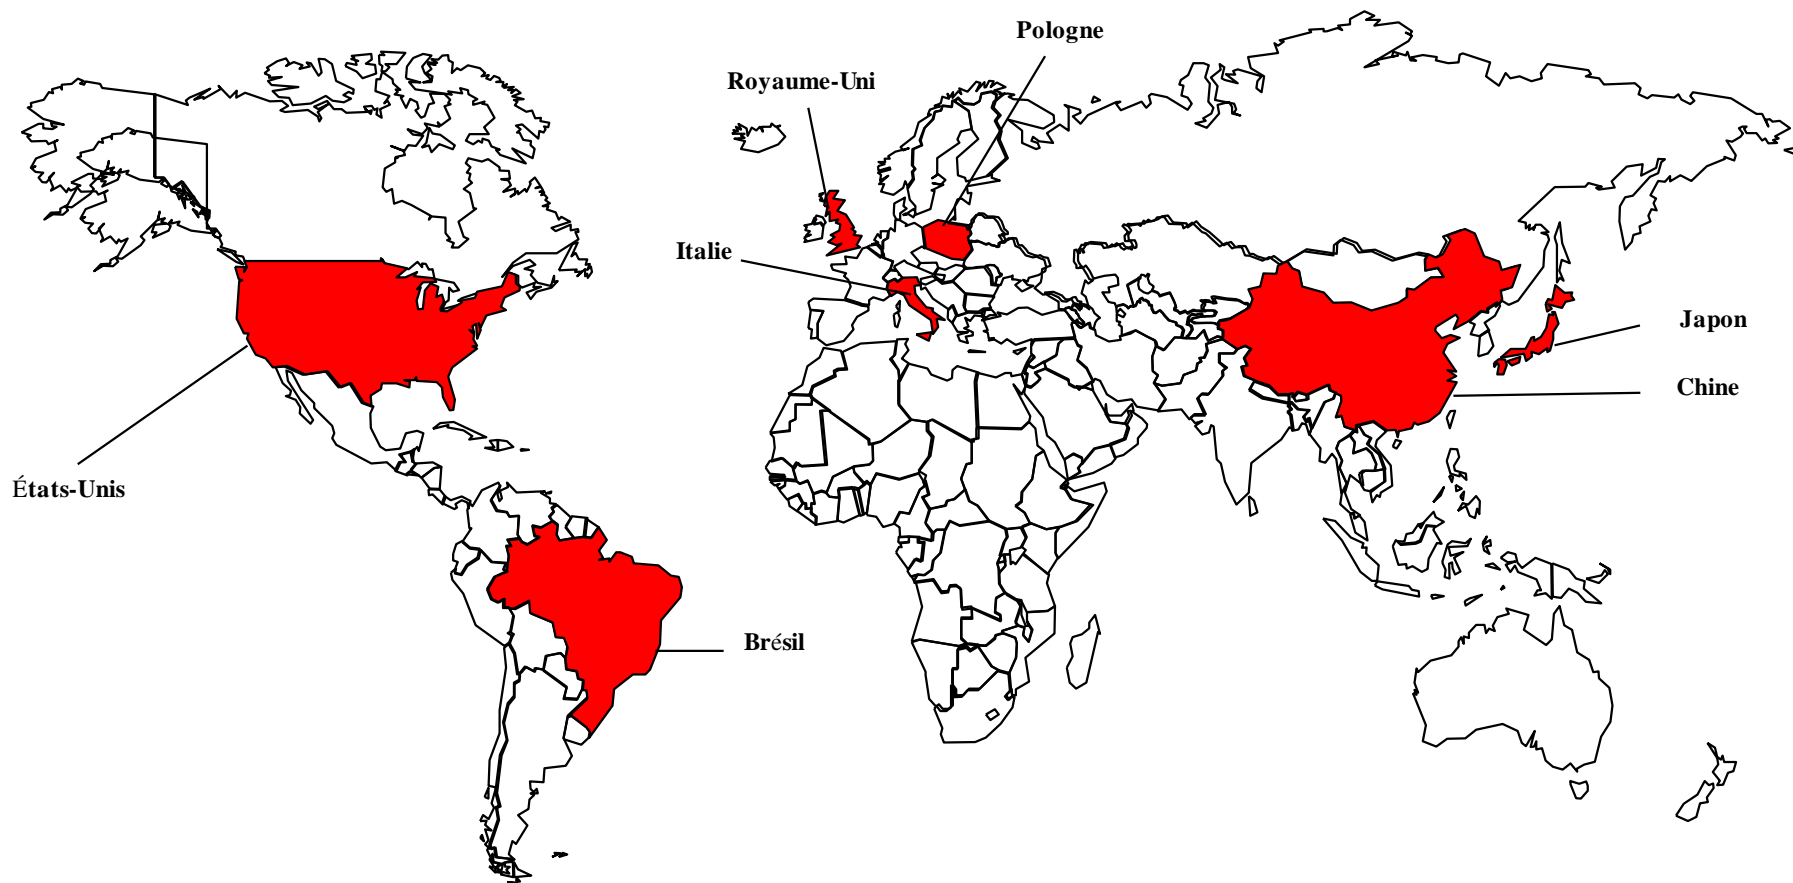 Pologne
Royaume-Uni
Italie
Japon
Chine
États-Unis
Brésil